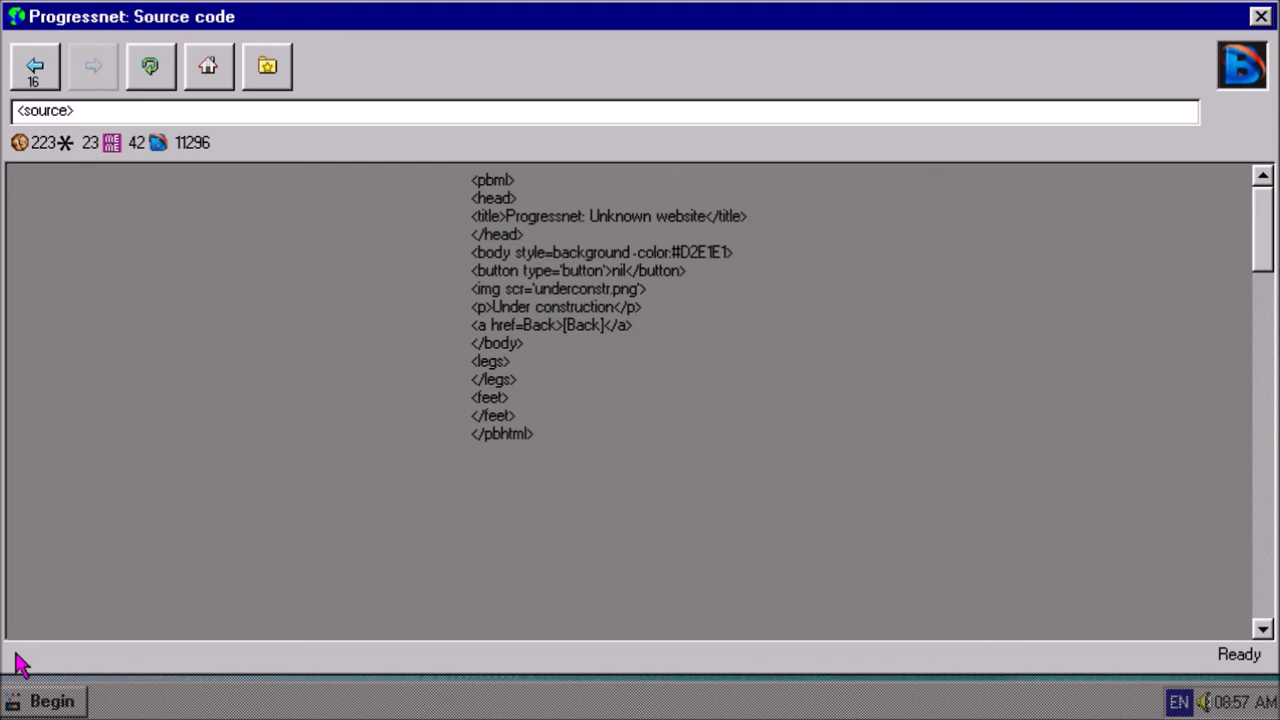 Progressnet: Source code
16
<source>
223 23 ME ME 42 11296
<pbml>
<head>
<title>Progressnet: Unknown website</title>
</head>
<body style=background-color:#D2E1E1>
<button type='button'>nil</button>
<img scr='underconstr.png'>
<p>Under construction</p>
<a href=Back>[Back]</a>
</body>
<legs>
</legs>
<feet>
</feet>
</pbhtml>
Ready
Begin EN 08:57 AM